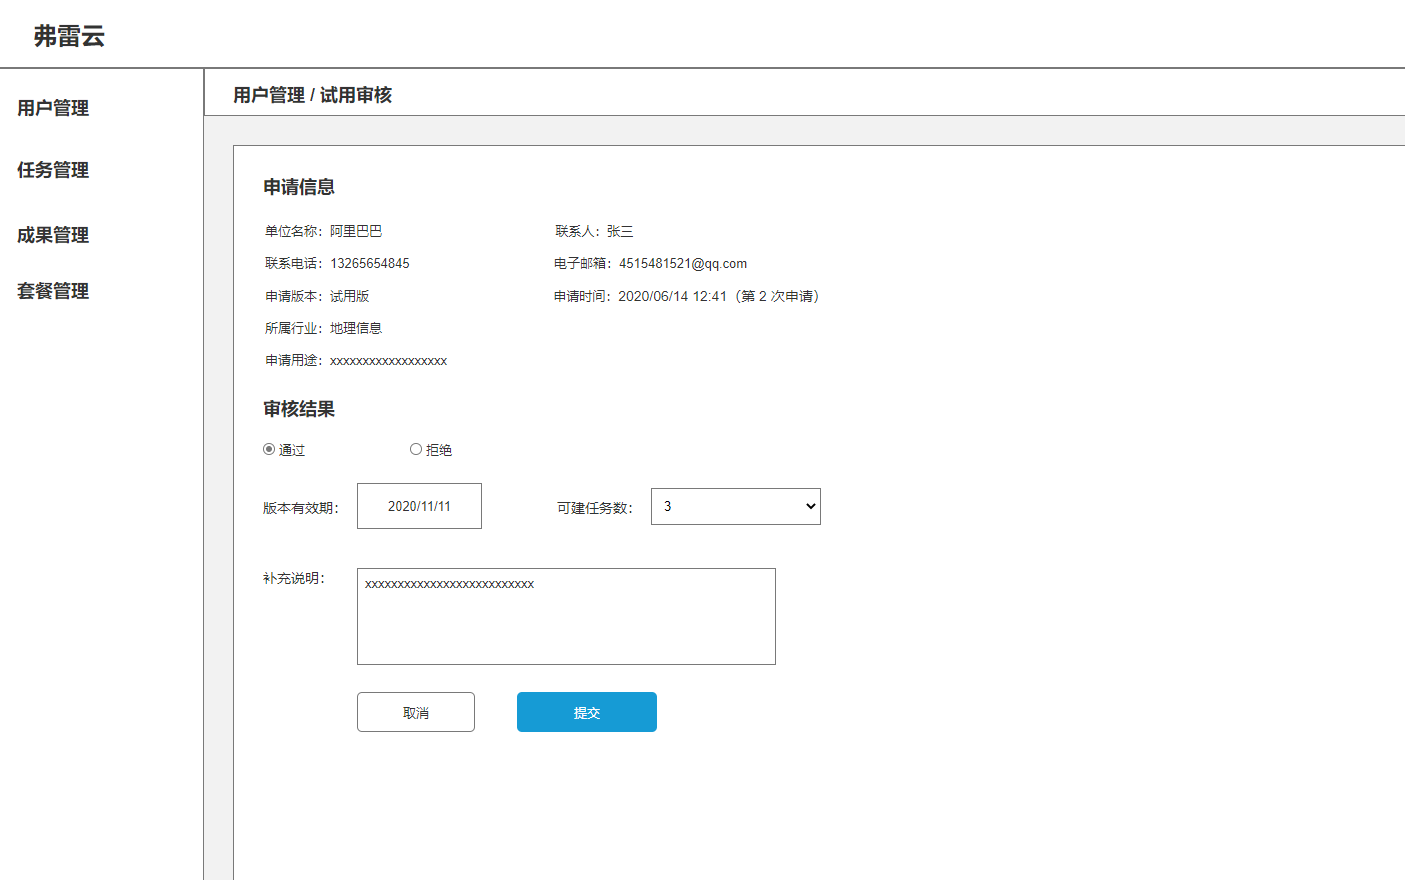 弗雷云
用户管理
任务管理
成果管理
套餐管理
用户管理 / 试用审核
申请信息
单位名称：阿里巴巴
联系人：张三
联系电话：13265654845
电子邮箱：4515481521@qq.com
申请版本：试用版
申请时间：2020/06/14 12:41（第 2 次申请）
所属行业：地理信息
申请用途：xxxxxxxxxxxxxxxxxx
审核结果
通过 拒绝
版本有效期： 2020/11/11 可建任务数： 3
补充说明： xxxxxxxxxxxxxxxxxxxxxxxxxx
取消 提交